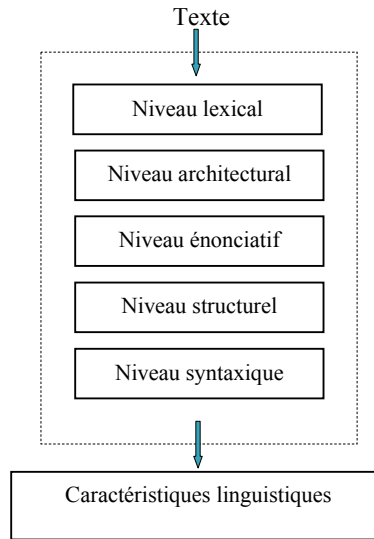 Texte
Niveau lexical
Niveau architectural
Niveau énonciatif
Niveau structurel
Niveau syntaxique
Caractéristiques linguistiques